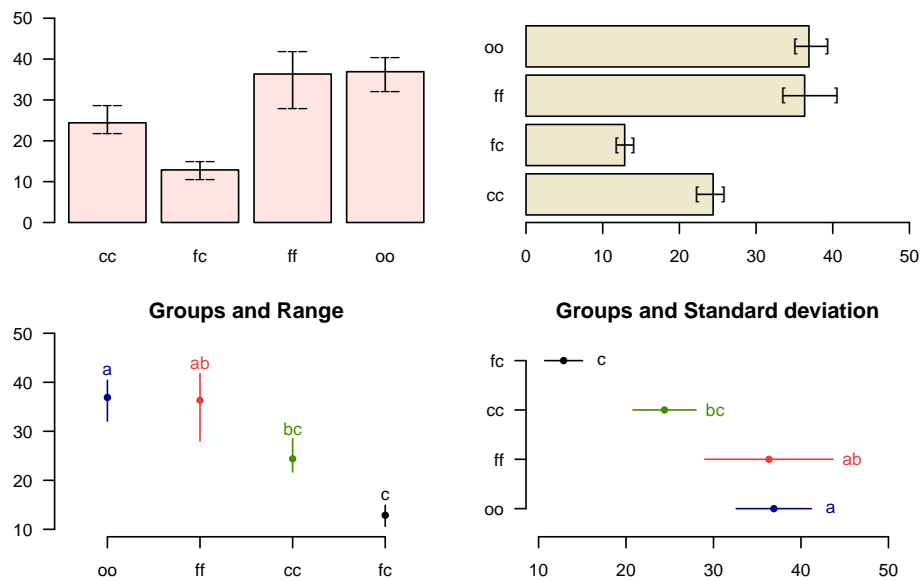 50
40
30
20
10
0
cc fc ff oo
oo
ff
fc
cc
0 10 20 30 40 50
Groups and Range
50
40
30
20
10
a
ab
bc
c
oo ff cc fc
Groups and Standard deviation
fc c
cc bc
ff ab
oo a
10 20 30 40 50